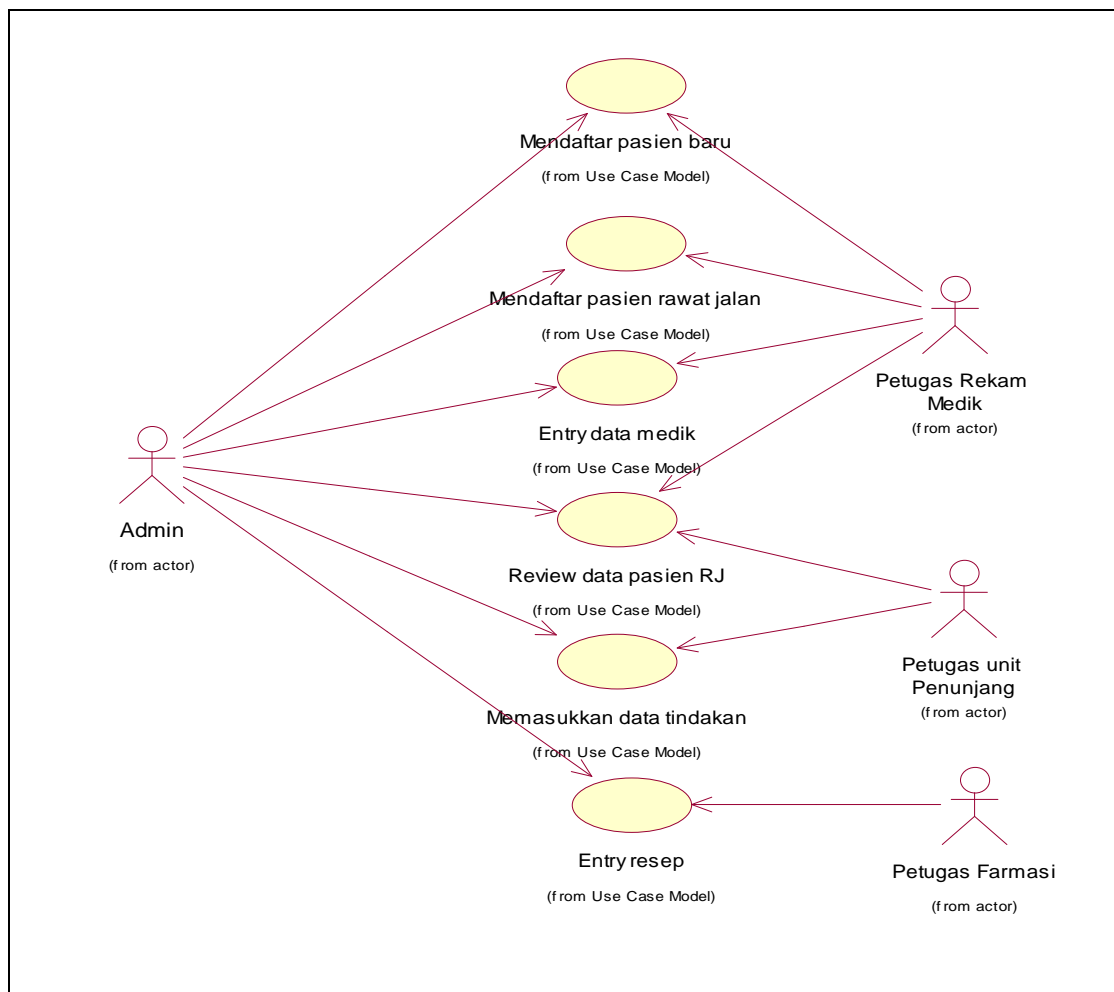 Mendaftar pasien baru
(from Use Case Model)
Mendaftar pasien rawat jalan
(from Use Case Model)
Petugas Rekam
Medik
(from actor)
Entry data medik
(from Use Case Model)
Admin
(from actor)
Review data pasien RJ
(from Use Case Model)
Petugas unit
Penunjang
(from actor)
Memasukkan data tindakan
(from Use Case Model)
Entry resep
(from Use Case Model)
Petugas Farmasi
(from actor)